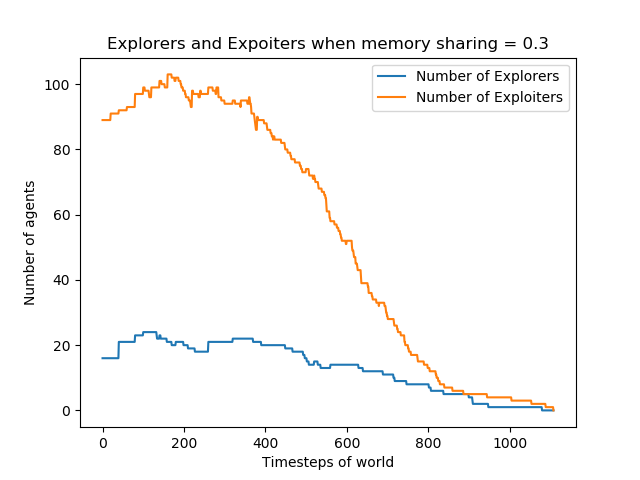 Explorers and Expoiters when memory sharing = 0.3
Number of Explorers
Number of Exploiters
Number of agents
100
80
60
40
20
0
0 200 400 600 800 1000
Timesteps of world